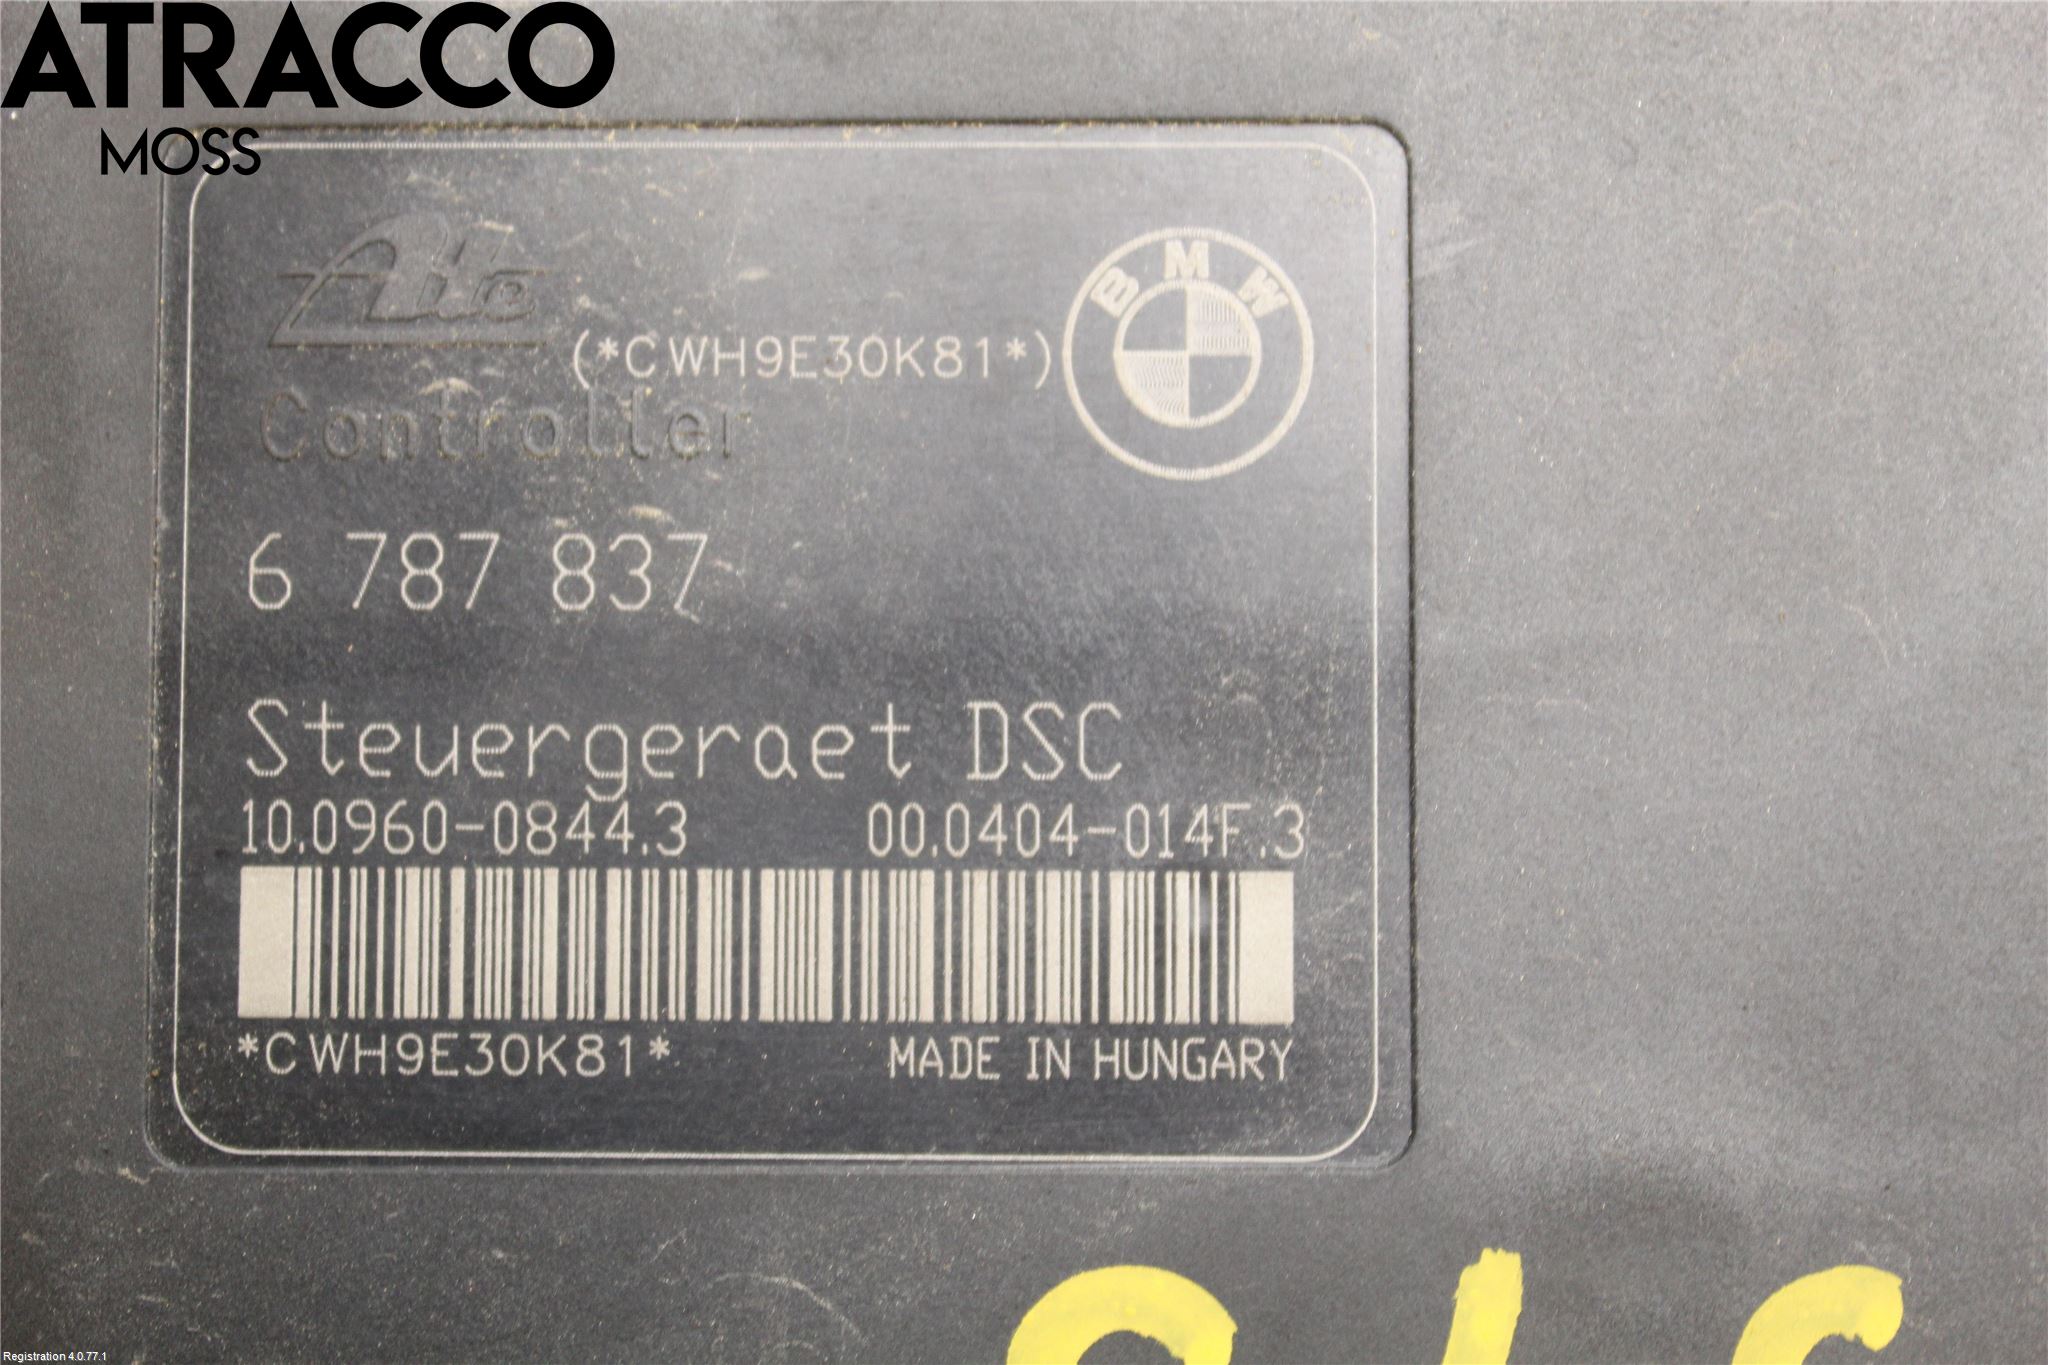 ATRACCO
MOSS
Ate
(*CWH9E30K81*)
BMW
Controller
6 787 837
Steuergeraet DSC
10.0960-0844.3 00.0404-014F.3
*CWH9E30K81* MADE IN HUNGARY
Registration 4.0.77.1